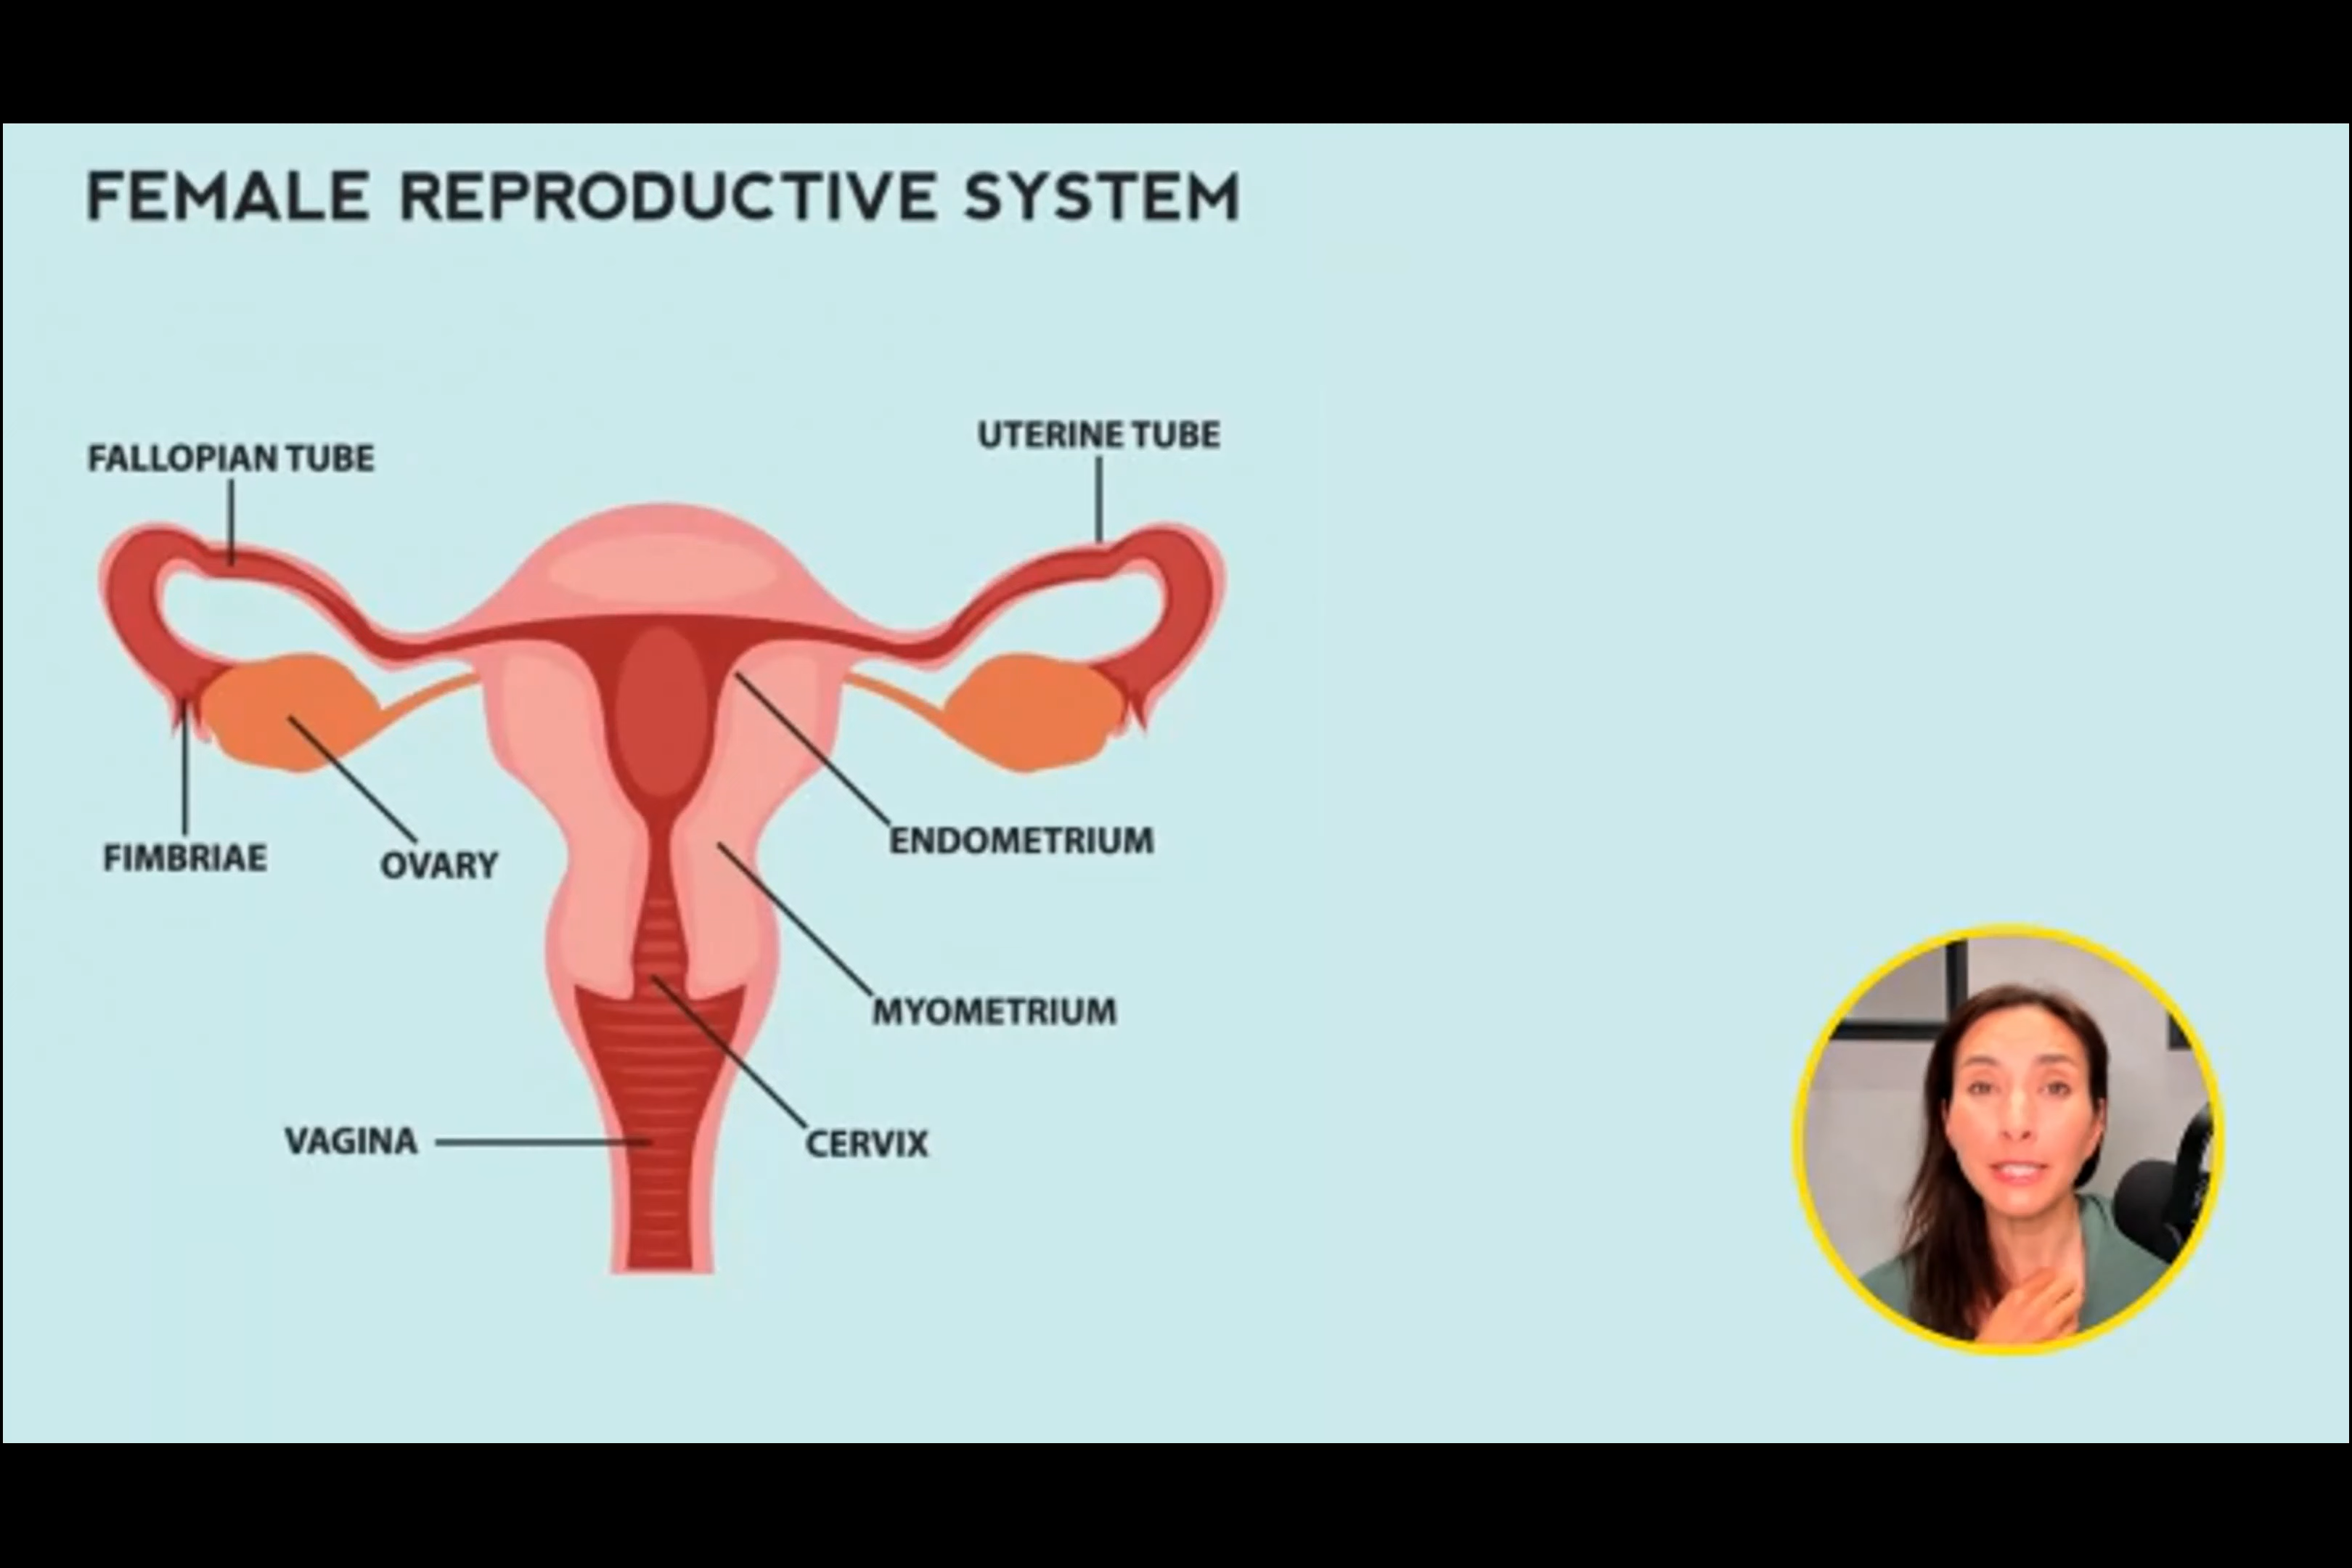 FEMALE REPRODUCTIVE SYSTEM
FALLOPIAN TUBE
UTERINE TUBE
FIMBRIAE
OVARY
ENDOMETRIUM
MYOMETRIUM
VAGINA
CERVIX